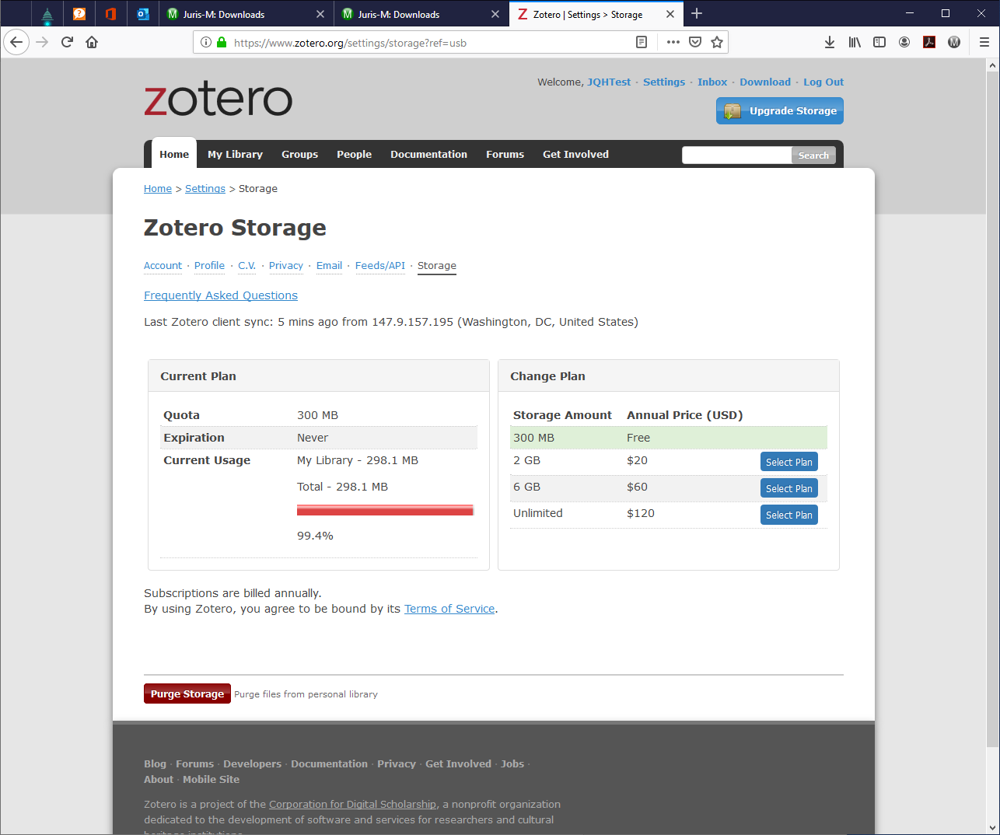 Juris-M: Downloads
Juris-M: Downloads
Zotero | Settings > Storage
https://www.zotero.org/settings/storage?ref=usb
zotero
Welcome, JQHTest · Settings · Inbox · Download · Log Out
Upgrade Storage
Home My Library Groups People Documentation Forums Get Involved Search
Home > Settings > Storage
Zotero Storage
Account · Profile · C.V. · Privacy · Email · Feeds/API · Storage
Frequently Asked Questions
Last Zotero client sync: 5 mins ago from 147.9.157.195 (Washington, DC, United States)
Current Plan
Quota 300 MB
Expiration Never
Current Usage My Library - 298.1 MB
Total - 298.1 MB
99.4%
Change Plan
Storage Amount Annual Price (USD)
300 MB Free
2 GB $20 Select Plan
6 GB $60 Select Plan
Unlimited $120 Select Plan
Subscriptions are billed annually.
By using Zotero, you agree to be bound by its Terms of Service.
Purge Storage Purge files from personal library
Blog · Forums · Developers · Documentation · Privacy · Get Involved · Jobs ·
About · Mobile Site
Zotero is a project of the Corporation for Digital Scholarship, a nonprofit organization
dedicated to the development of software and services for researchers and cultural
heritage institutions.